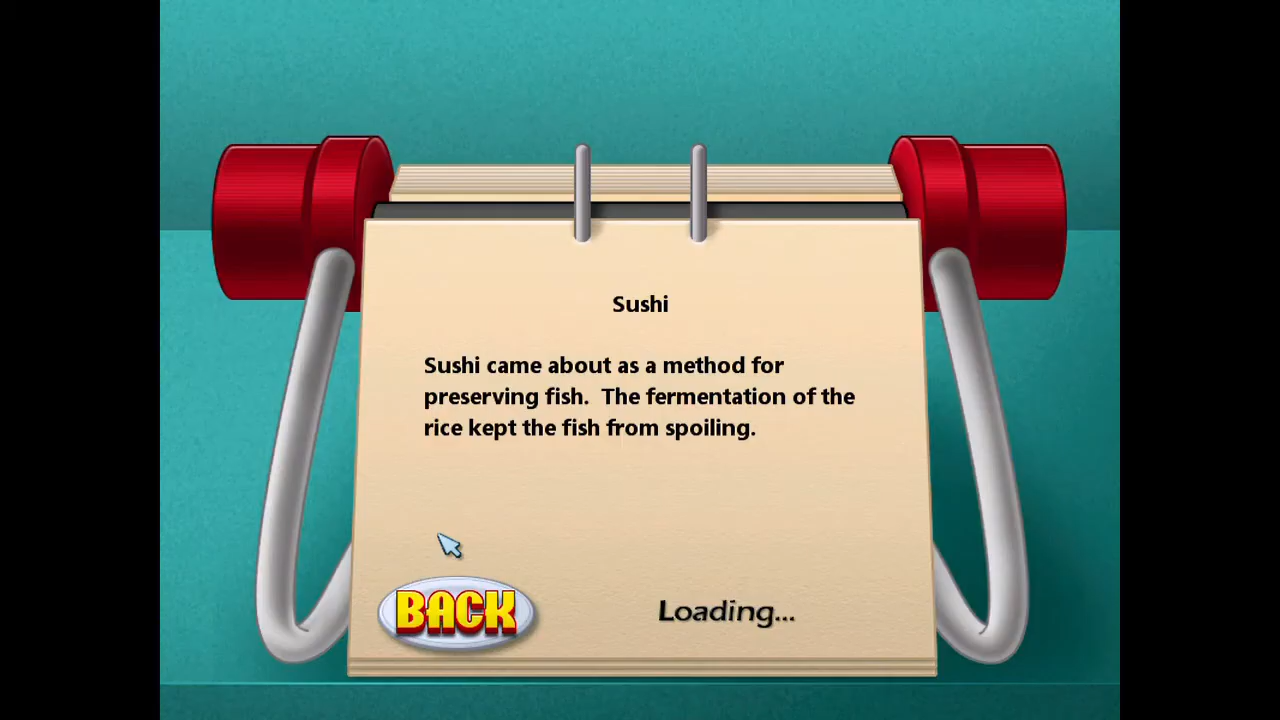 Sushi
Sushi came about as a method for
preserving fish.  The fermentation of the
rice kept the fish from spoiling.
BACK
Loading...